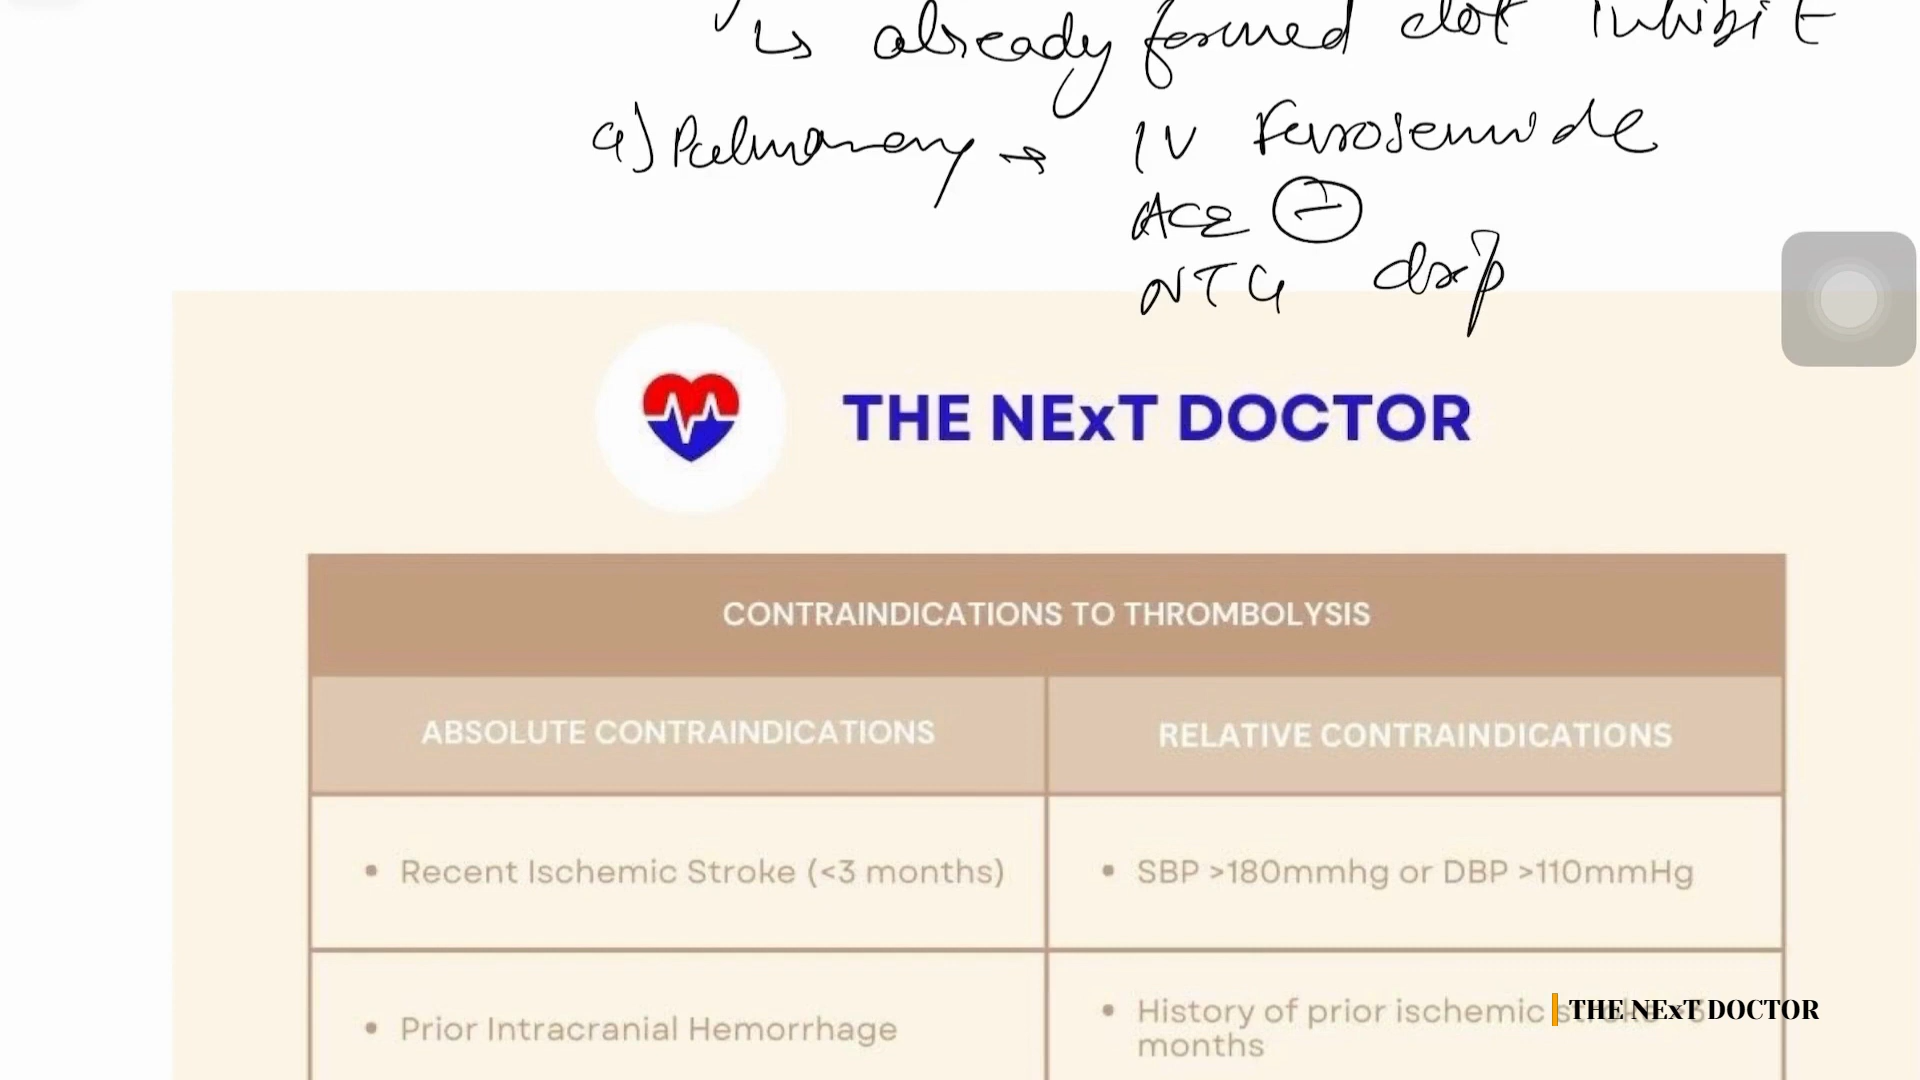 ↳ already formed clot inhibit
4) Pulmonary → IV Furosemide
ACE ⊖
NTG drip
THE NExT DOCTOR
CONTRAINDICATIONS TO THROMBOLYSIS
ABSOLUTE CONTRAINDICATIONS
RELATIVE CONTRAINDICATIONS
• Recent Ischemic Stroke (<3 months)
• SBP >180mmhg or DBP >110mmHg
• Prior Intracranial Hemorrhage
• History of prior ischemic stroke >3
months
THE NExT DOCTOR